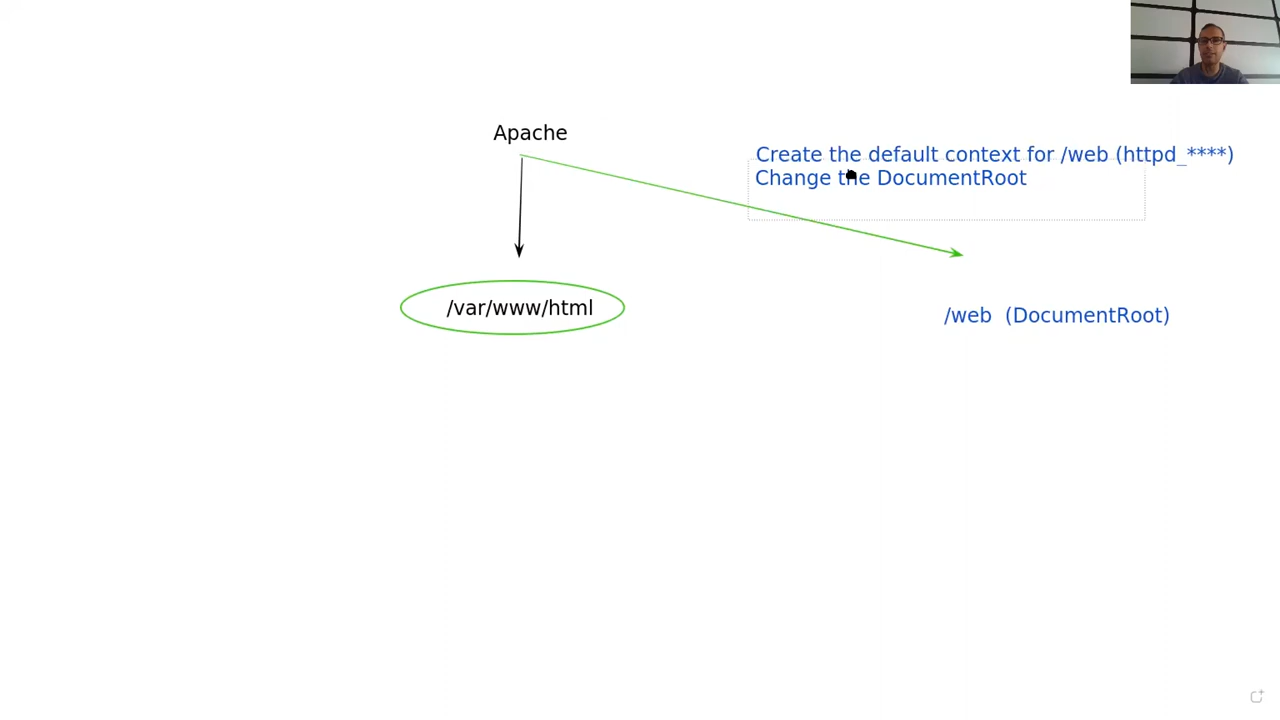 Apache
Create the default context for /web (httpd_****)
Change the DocumentRoot
/var/www/html
/web (DocumentRoot)